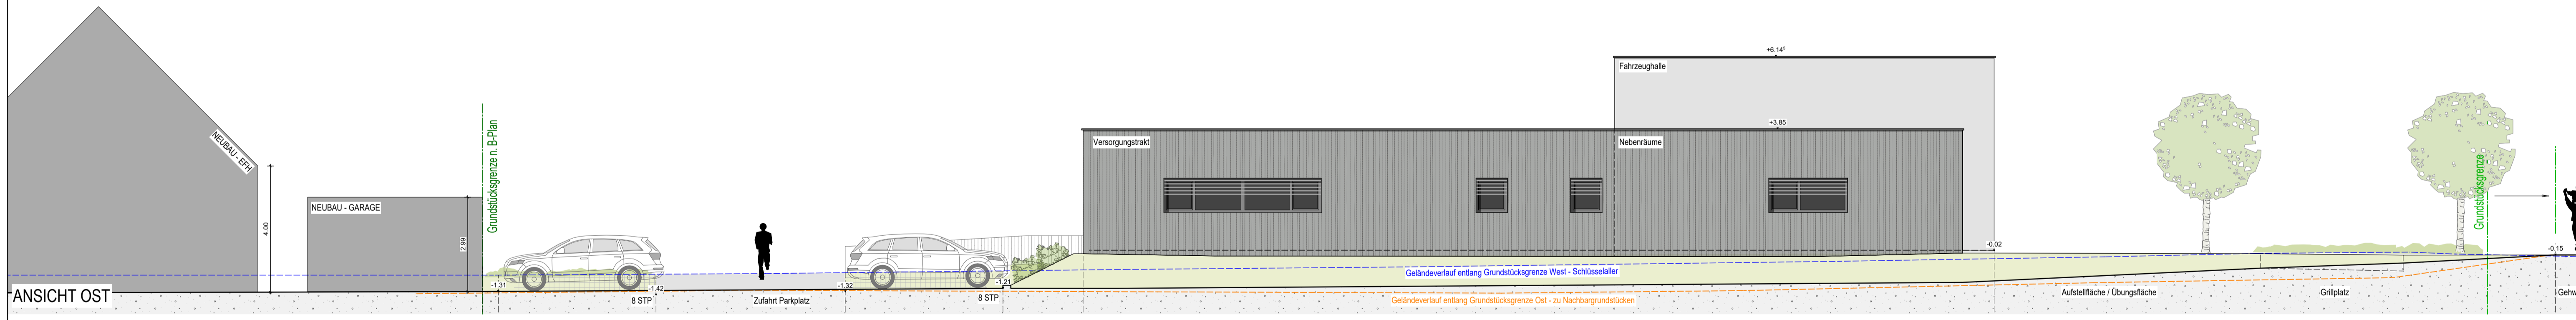 +6.14⁵
Fahrzeughalle
+3.85
Versorgungstrakt
Nebenräume
NEUBAU - EFH
4.00
NEUBAU - GARAGE
2.99
Grundstücksgrenze n. B-Plan
Grundstücksgrenze
-0.02
-0.15
Geländeverlauf entlang Grundstücksgrenze West - Schlüsselaller
-1.31
-1.42
-1.32
-1.21
ANSICHT OST
8 STP
Zufahrt Parkplatz
8 STP
Geländeverlauf entlang Grundstücksgrenze Ost - zu Nachbargrundstücken
Aufstellfläche / Übungsfläche
Grillplatz
Gehw